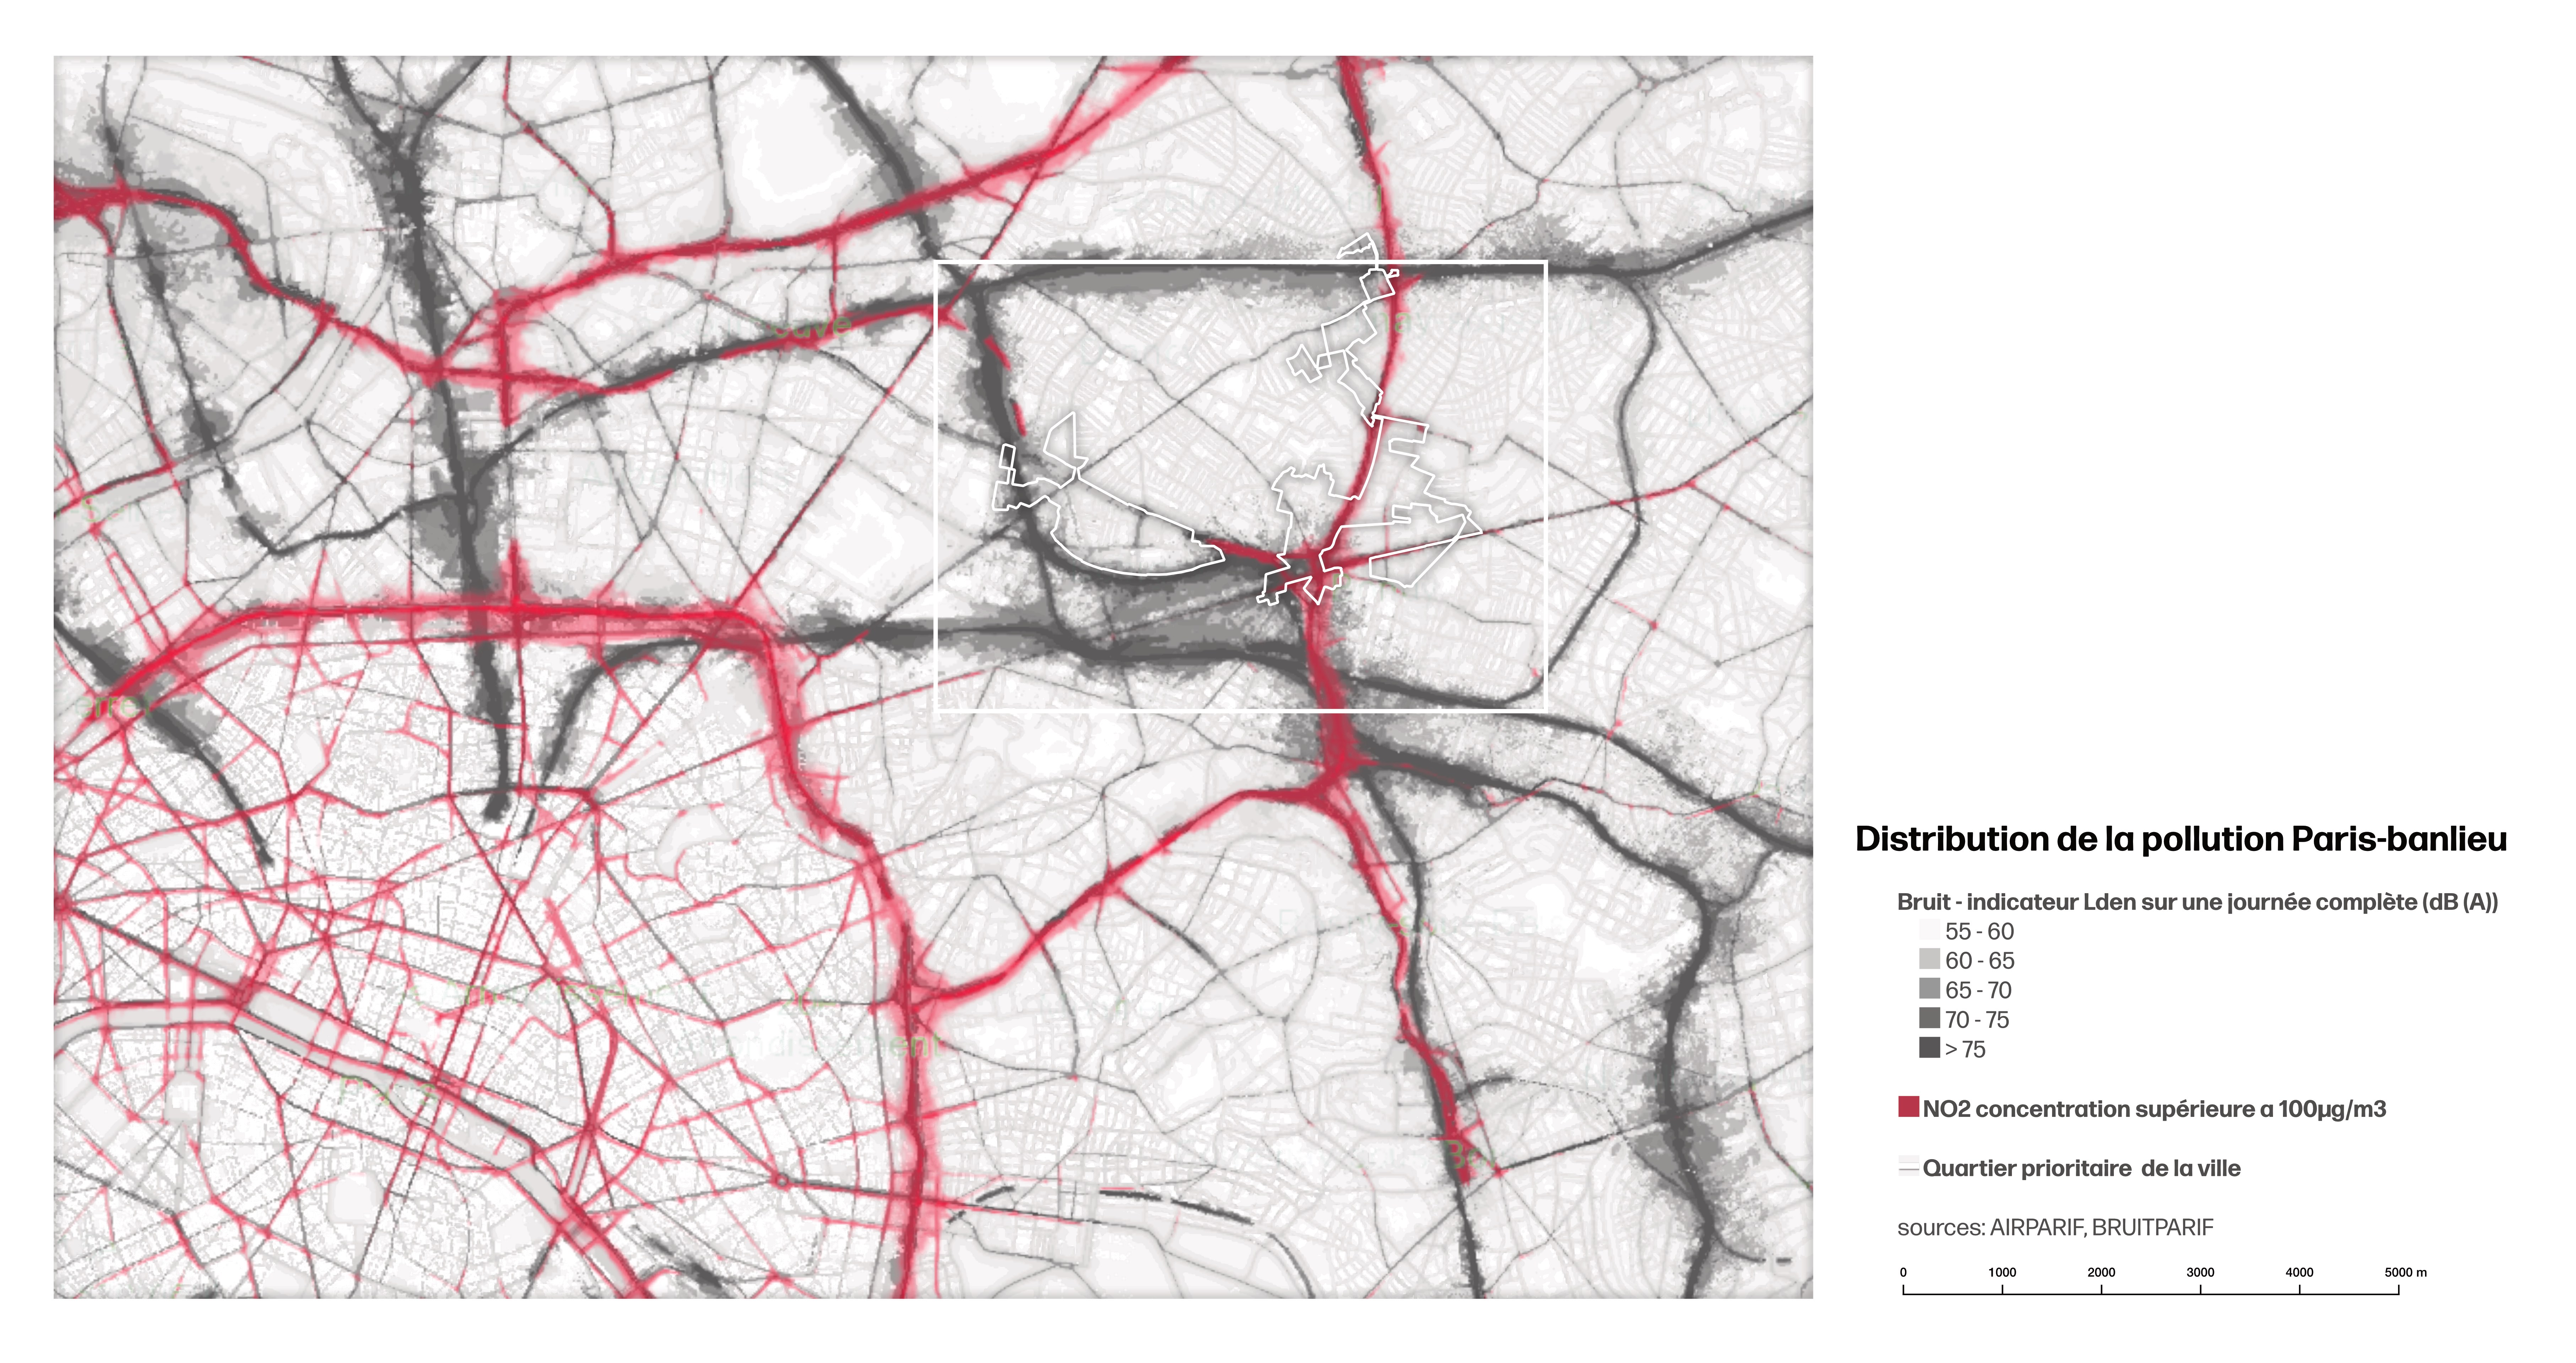 Distribution de la pollution Paris-banlieu
Bruit - indicateur Lden sur une journée complète (dB (A))
55 - 60
60 - 65
65 - 70
70 - 75
> 75
NO2 concentration supérieure a 100µg/m3
Quartier prioritaire de la ville
sources: AIRPARIF, BRUITPARIF
0 1000 2000 3000 4000 5000 m